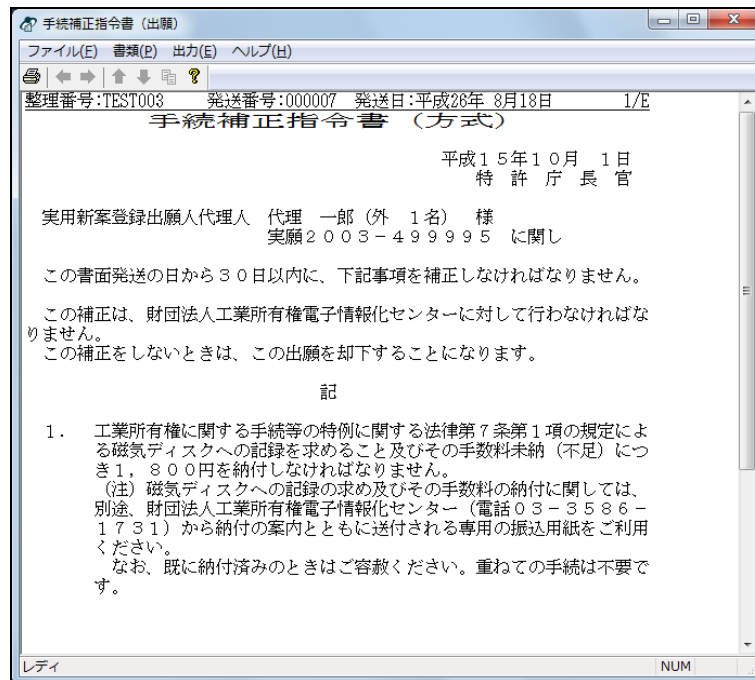 手続補正指令書（出願）
ファイル(F) 書類(P) 出力(E) ヘルプ(H)
整理番号:TEST003 発送番号:000007 発送日:平成26年 8月18日 1/E
手続補正指令書（方式）
平成１５年１０月 １日
特 許 庁 長 官
実用新案登録出願人代理人 代理 一郎（外 １名） 様
実願２００３－４９９９９５ に関し
この書面発送の日から３０日以内に、下記事項を補正しなければなりません。
この補正は、財団法人工業所有権電子情報化センターに対して行わなければな
りません。
この補正をしないときは、この出願を却下することになります。
記
１． 工業所有権に関する手続等の特例に関する法律第７条第１項の規定によ
る磁気ディスクへの記録を求めること及びその手数料未納（不足）につ
き１，８００円を納付しなければなりません。
（注）磁気ディスクへの記録の求め及びその手数料の納付に関しては、
別途、財団法人工業所有権電子情報化センター（電話０３－３５８６－
１７３１）から納付の案内とともに送付される専用の振込用紙をご利用
ください。
なお、既に納付済みのときはご容赦ください。重ねての手続は不要で
す。
レディ NUM